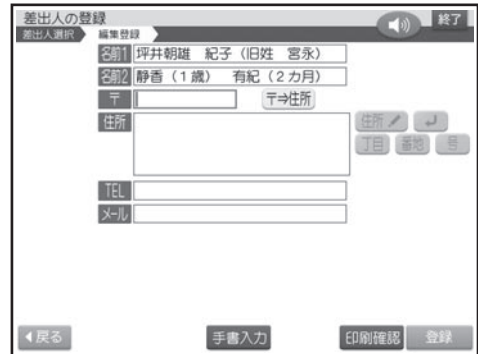 差出人の登録
終了
差出人選択 編集登録
名前1 坪井朝雄 紀子（旧姓 宮永）
名前2 静香（1歳） 有紀（2カ月）
〒 〒⇒住所
住所 住所
丁目 番地 号
TEL
メール
戻る 手書入力 印刷確認 登録